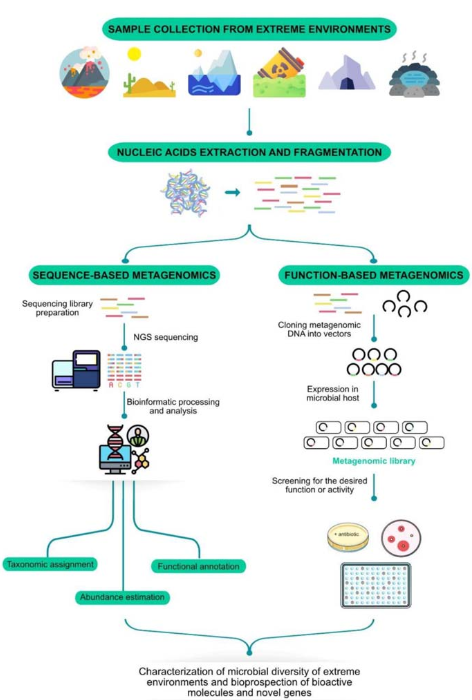 SAMPLE COLLECTION FROM EXTREME ENVIRONMENTS
NUCLEIC ACIDS EXTRACTION AND FRAGMENTATION
SEQUENCE-BASED METAGENOMICS
Sequencing library
preparation
NGS sequencing
A C G T
Bioinformatic processing
and analysis
Taxonomic assignment
Functional annotation
Abundance estimation
FUNCTION-BASED METAGENOMICS
Cloning metagenomic
DNA into vectors
Expression in
microbial host
Metagenomic library
Screening for the desired
function or activity
+ antibiotic
Characterization of microbial diversity of extreme
environments and bioprospection of bioactive
molecules and novel genes